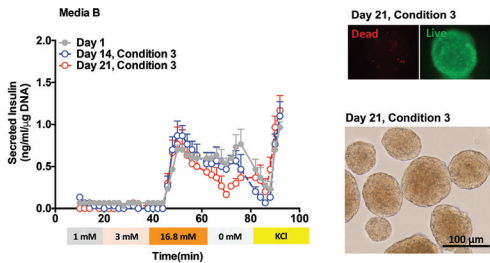 Media B
Day 1
Day 14, Condition 3
Day 21, Condition 3
Secreted Insulin
(ng/ml/µg DNA)
2.0
1.5
1.0
0.5
0.0
0 20 40 60 80 100
1 mM 3 mM 16.8 mM 0 mM KCl
Time(min)
Day 21, Condition 3
Dead Live
Day 21, Condition 3
100 µm